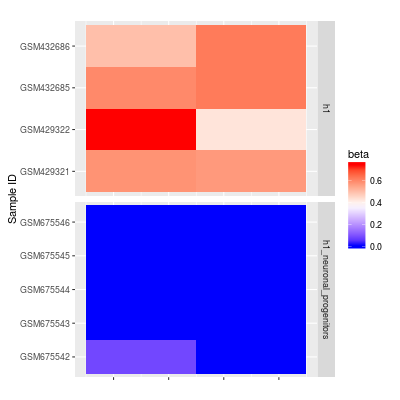 GSM432686
GSM432685
GSM429322
GSM429321
h1
GSM675546
GSM675545
GSM675544
GSM675543
GSM675542
h1_neuronal_progenitors
Sample ID
beta
0.6
0.4
0.2
0.0